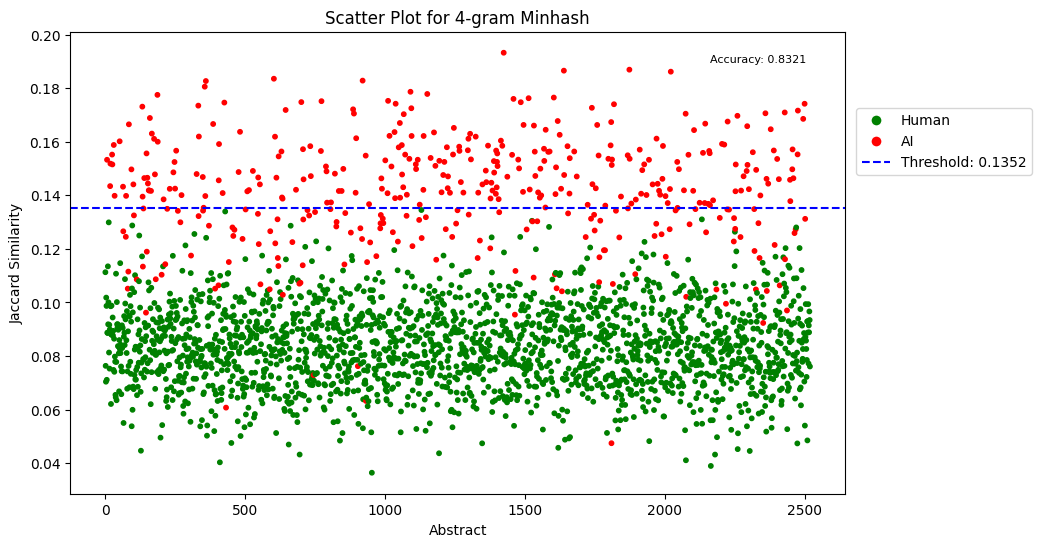 Scatter Plot for 4-gram Minhash
0.20
0.18
0.16
0.14
0.12
0.10
0.08
0.06
0.04
Jaccard Similarity
Accuracy: 0.8321
Human
AI
Threshold: 0.1352
0
500
1000
1500
2000
2500
Abstract